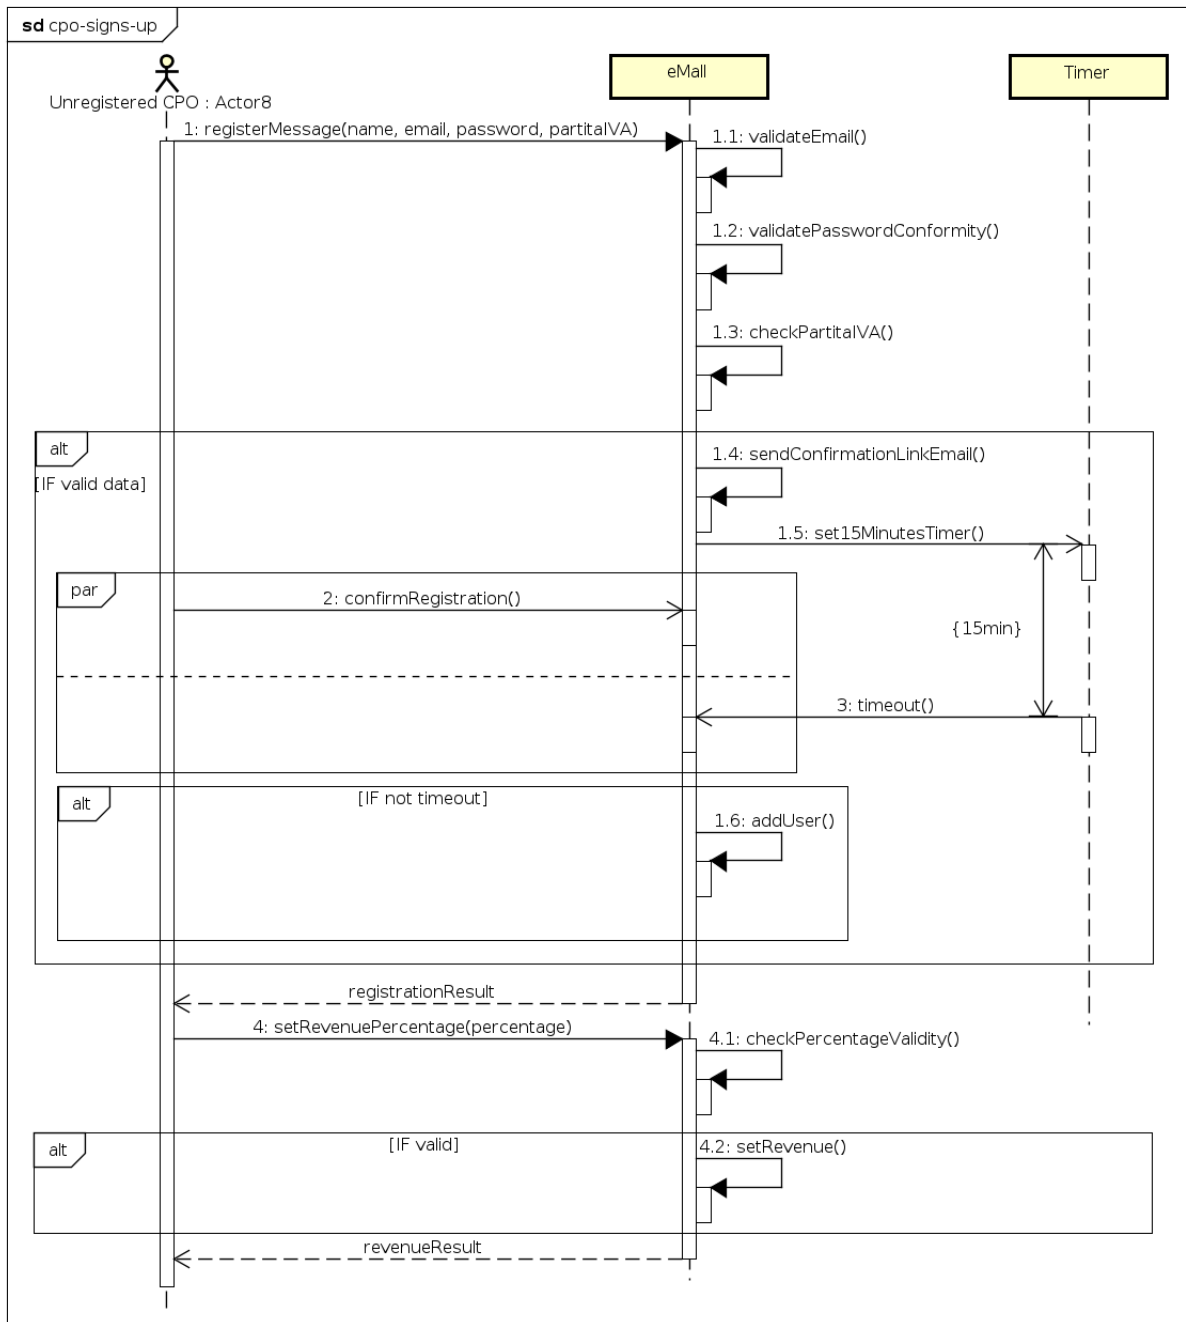 sd cpo-signs-up
Unregistered CPO : Actor8
eMall
Timer
1: registerMessage(name, email, password, partitaIVA)
1.1: validateEmail()
1.2: validatePasswordConformity()
1.3: checkPartitaIVA()
alt
[IF valid data]
1.4: sendConfirmationLinkEmail()
1.5: set15MinutesTimer()
par
2: confirmRegistration()
{15min}
3: timeout()
alt
[IF not timeout]
1.6: addUser()
registrationResult
4: setRevenuePercentage(percentage)
4.1: checkPercentageValidity()
alt
[IF valid]
4.2: setRevenue()
revenueResult